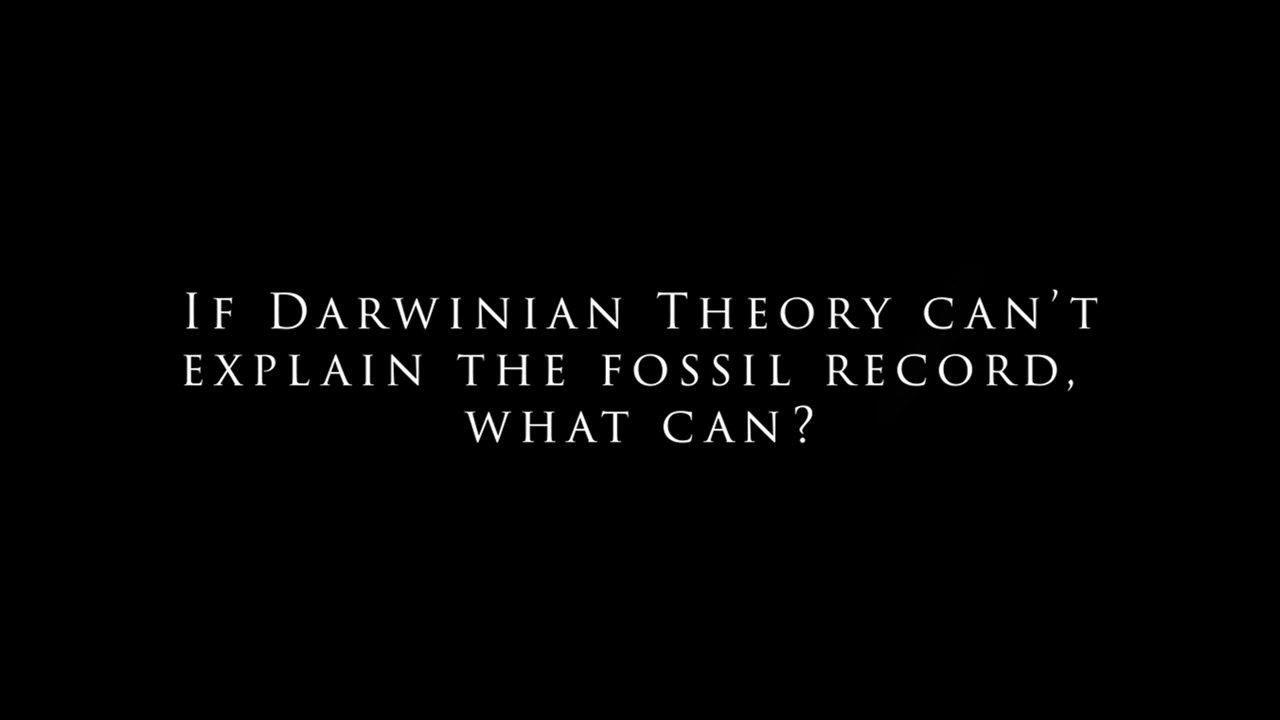 If Darwinian Theory can’t
explain the fossil record,
what can?